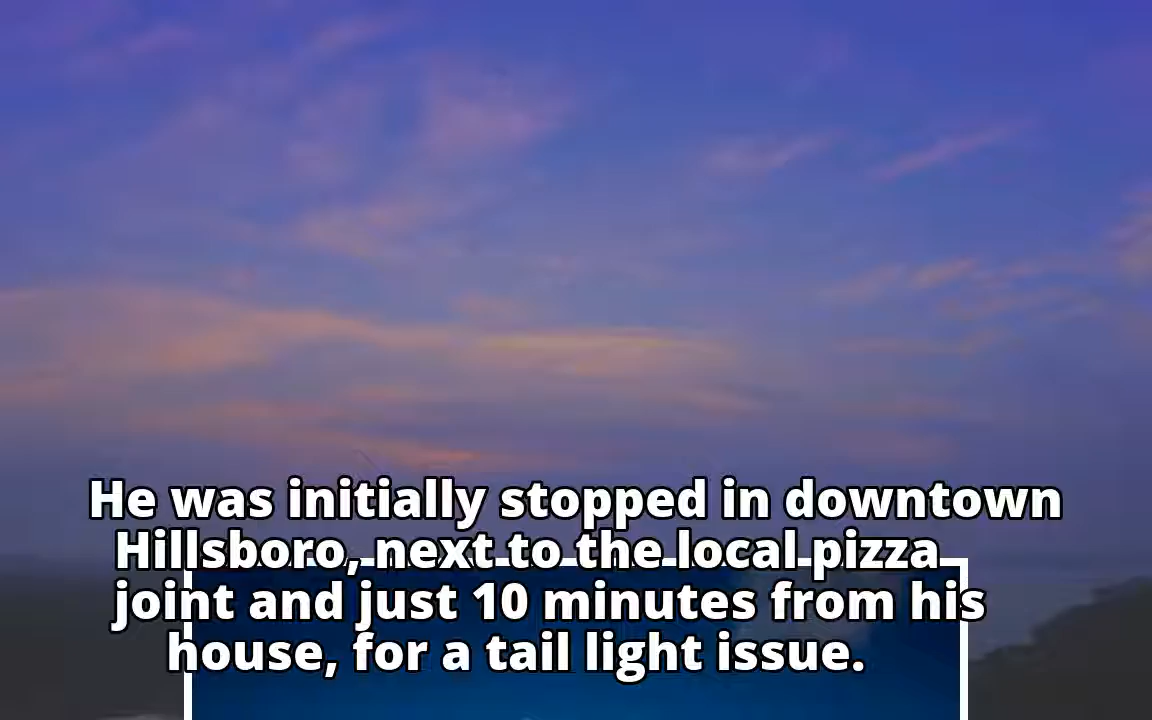 He was initially stopped in downtown
Hillsboro, next to the local pizza
joint and just 10 minutes from his
house, for a tail light issue.